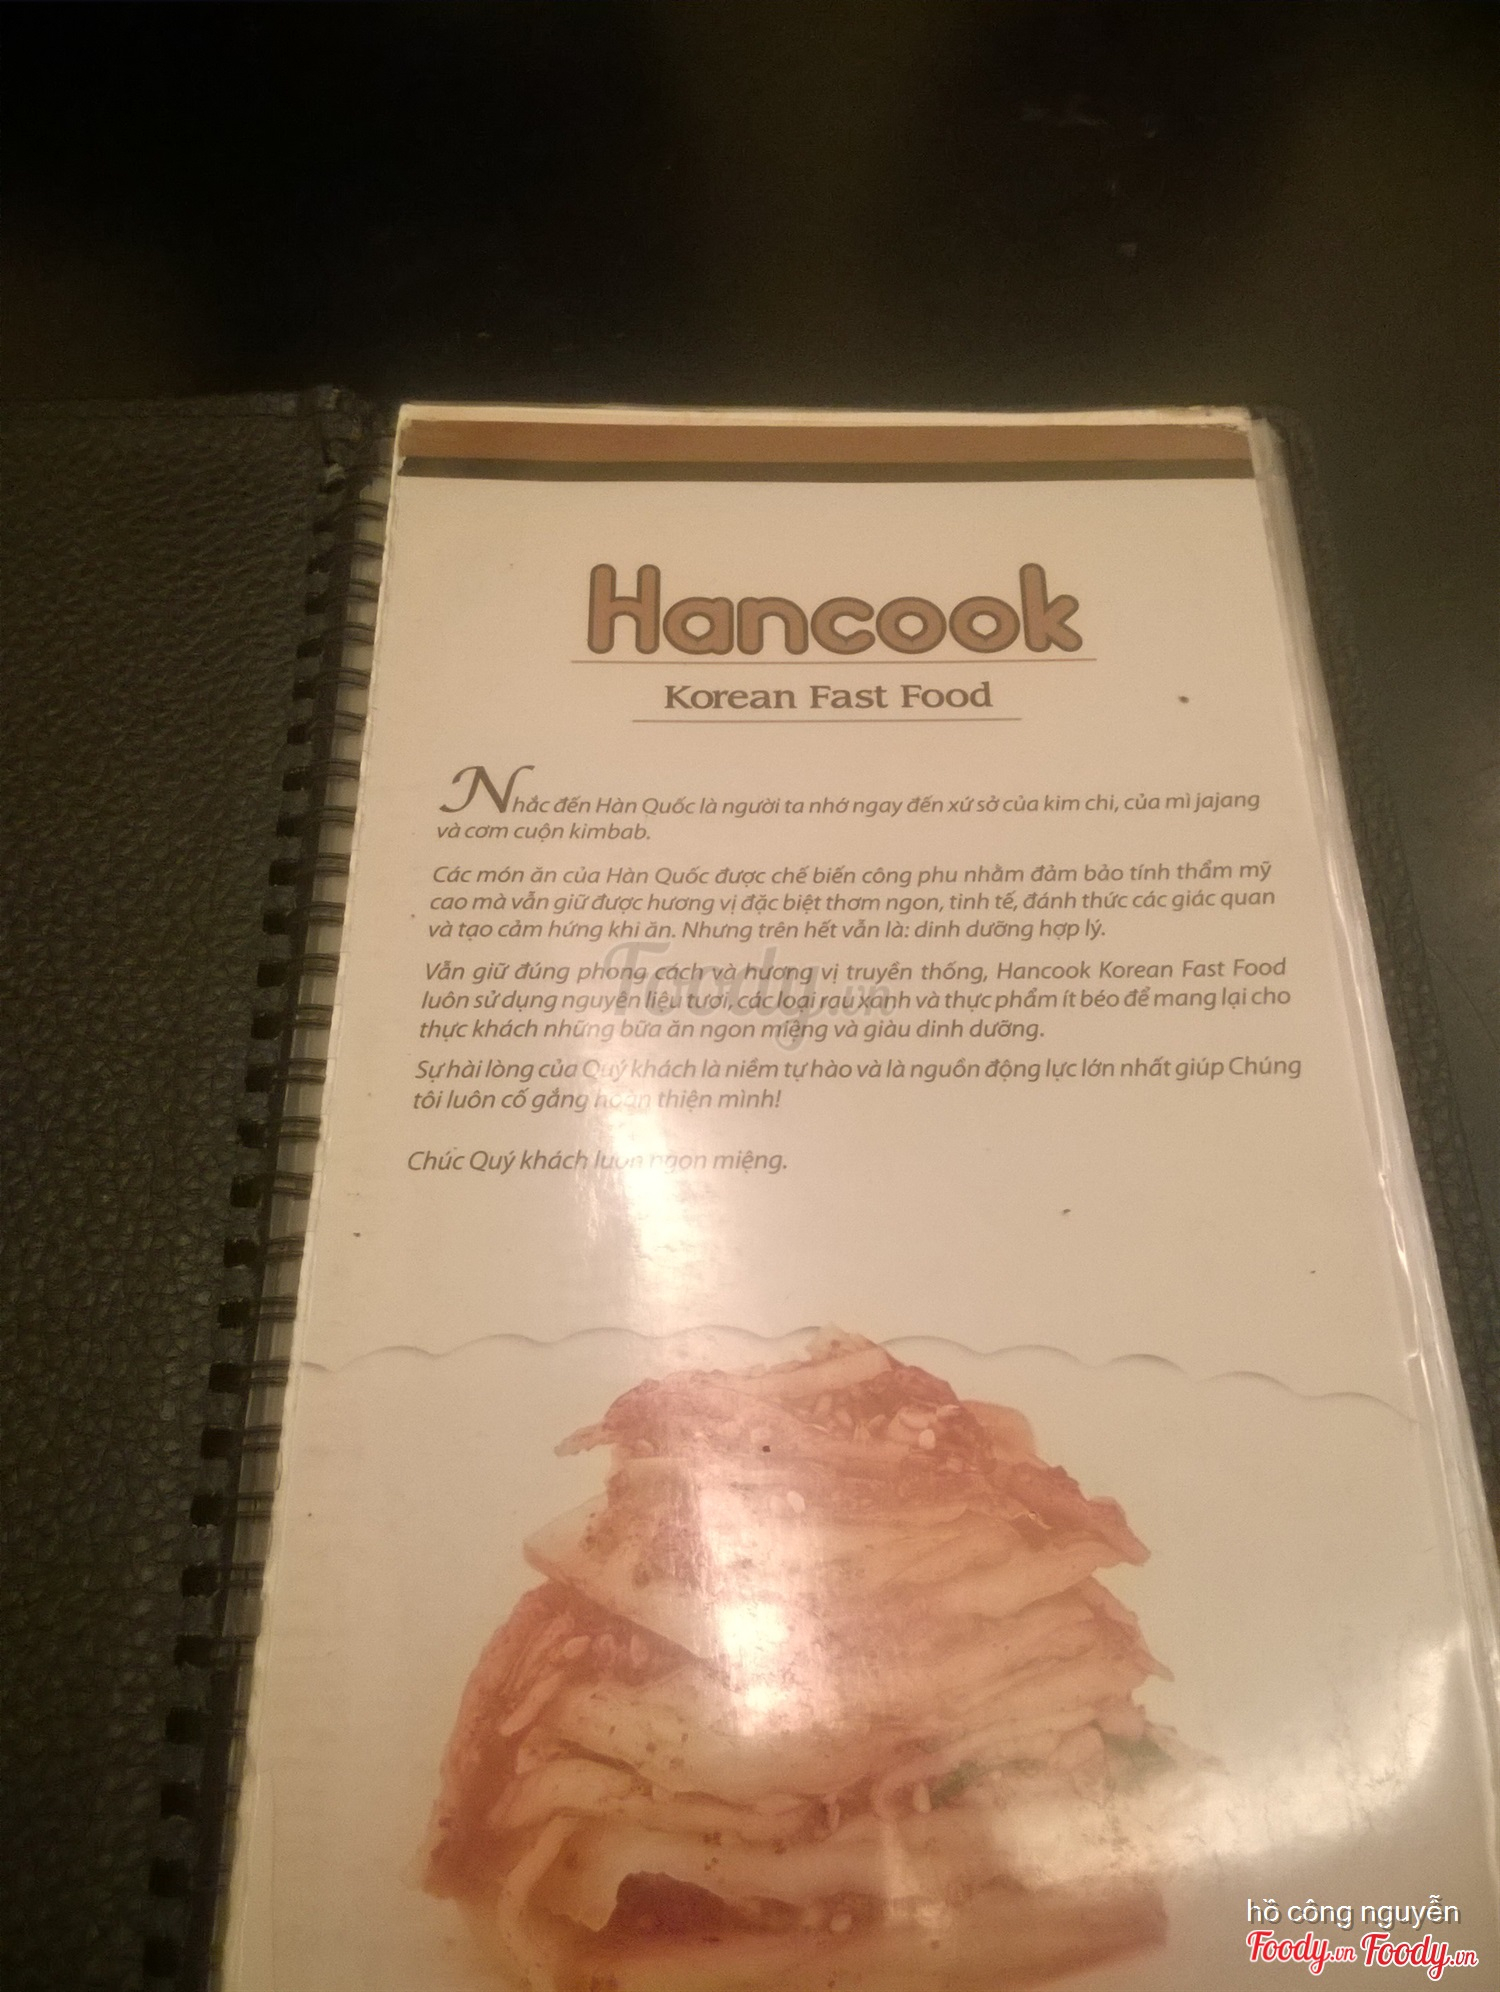 Hancook
Korean Fast Food
Nhắc đến Hàn Quốc là người ta nhớ ngay đến xứ sở của kim chi, của mì jajang
và cơm cuộn kimbab.
Các món ăn của Hàn Quốc được chế biến công phu nhằm đảm bảo tính thẩm mỹ
cao mà vẫn giữ được hương vị đặc biệt thơm ngon, tinh tế, đánh thức các giác quan
và tạo cảm hứng khi ăn. Nhưng trên hết vẫn là: dinh dưỡng hợp lý.
Vẫn giữ đúng phong cách và hương vị truyền thống, Hancook Korean Fast Food
luôn sử dụng nguyên liệu tươi, các loại rau xanh và thực phẩm ít béo để mang lại cho
thực khách những bữa ăn ngon miệng và giàu dinh dưỡng.
Sự hài lòng của Quý khách là niềm tự hào và là nguồn động lực lớn nhất giúp Chúng
tôi luôn cố gắng hoàn thiện mình!
Chúc Quý khách luôn ngon miệng.
Foody.vn
hồ công nguyễn
Foody.vn Foody.vn